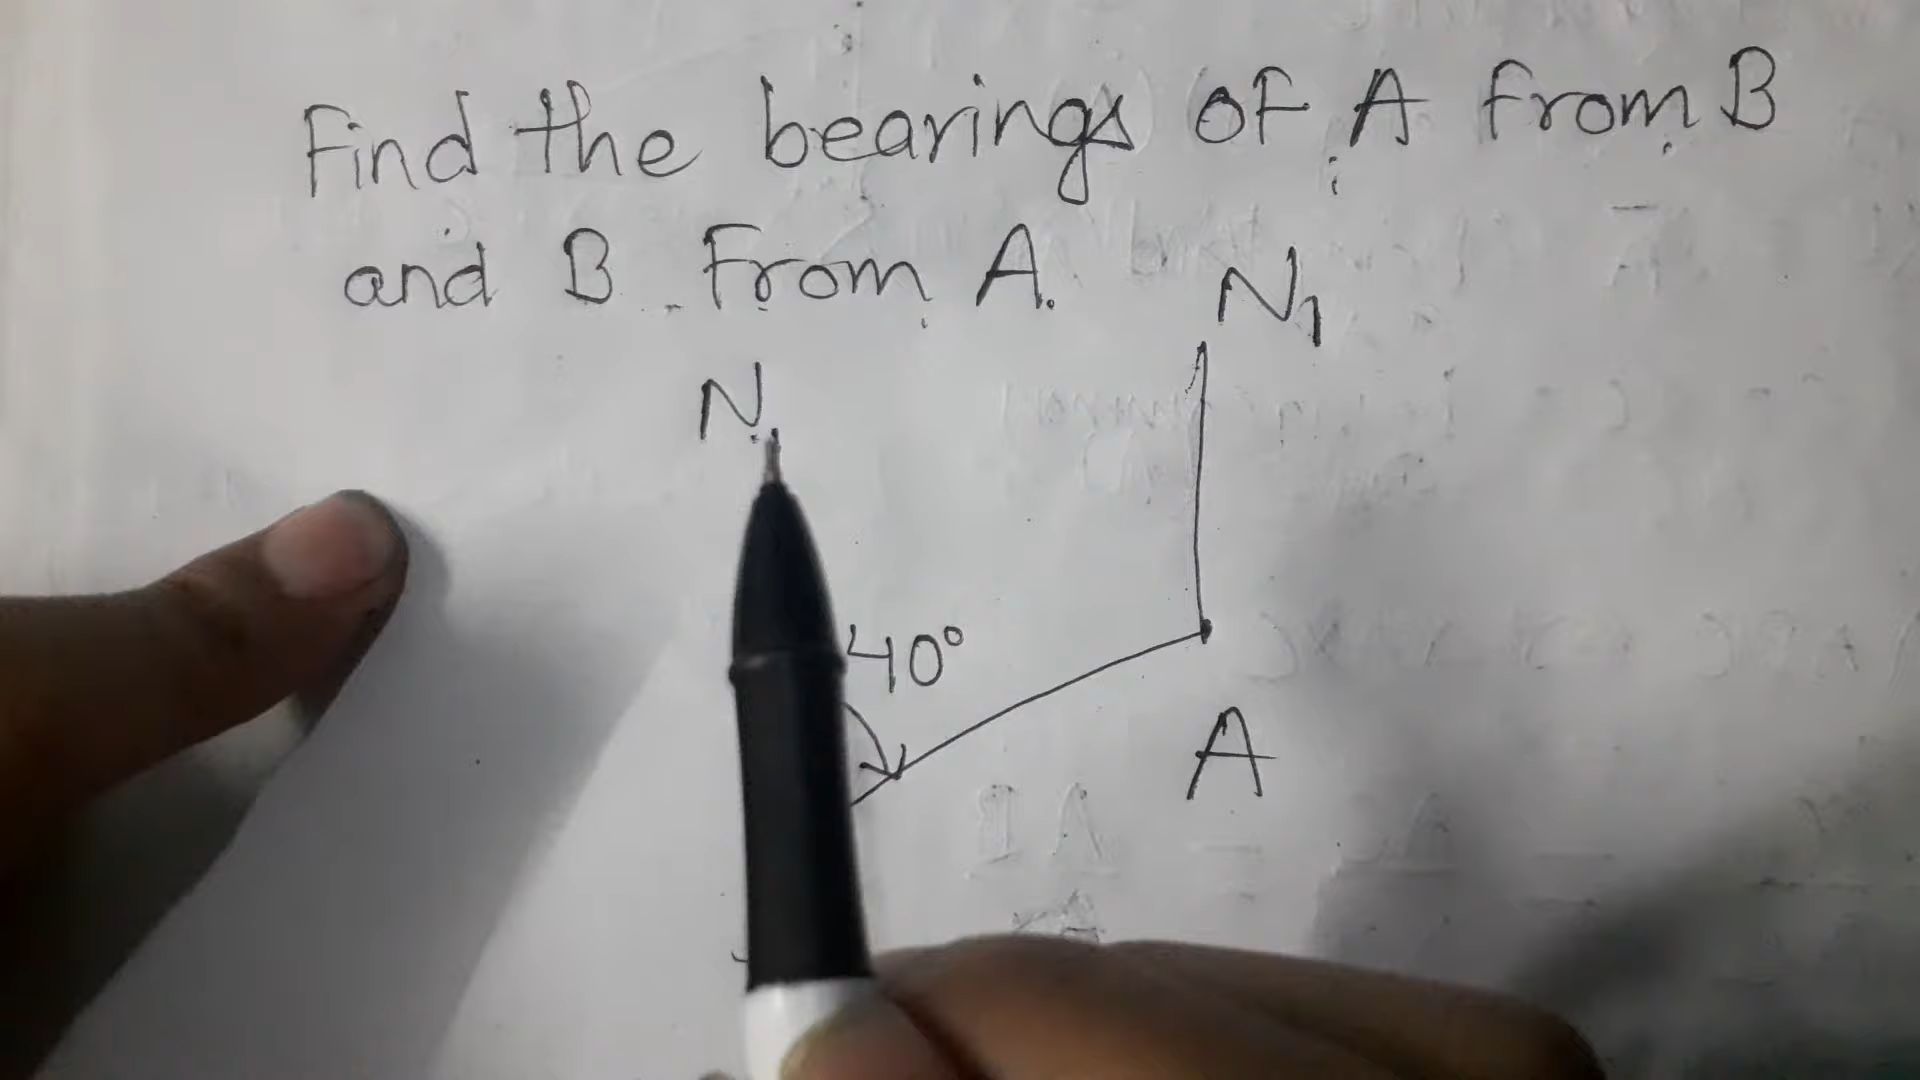 Find the bearings of A from B
and B From A.
N1
N
40°
A